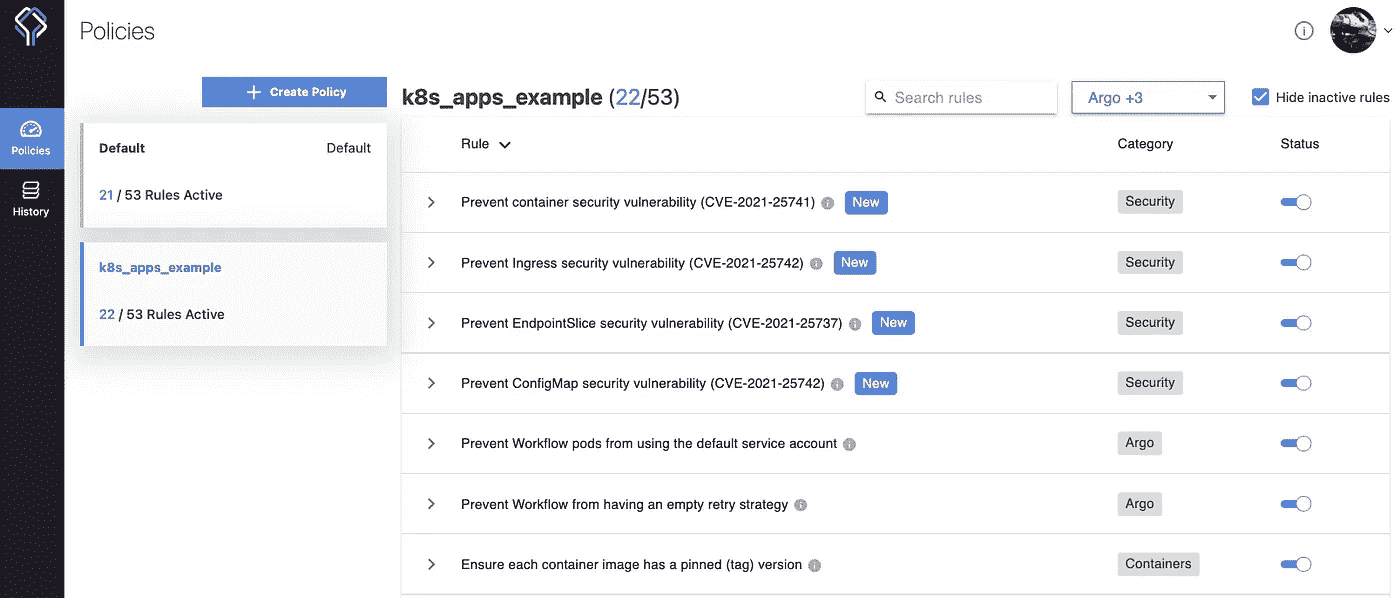 Policies
Create Policy
k8s_apps_example (22/53)
Search rules
Argo +3
Hide inactive rules
Policies
History
Default Default
21 / 53 Rules Active
k8s_apps_example
22 / 53 Rules Active
Rule Category Status
Prevent container security vulnerability (CVE-2021-25741) New Security
Prevent Ingress security vulnerability (CVE-2021-25742) New Security
Prevent EndpointSlice security vulnerability (CVE-2021-25737) New Security
Prevent ConfigMap security vulnerability (CVE-2021-25742) New Security
Prevent Workflow pods from using the default service account Argo
Prevent Workflow from having an empty retry strategy Argo
Ensure each container image has a pinned (tag) version Containers